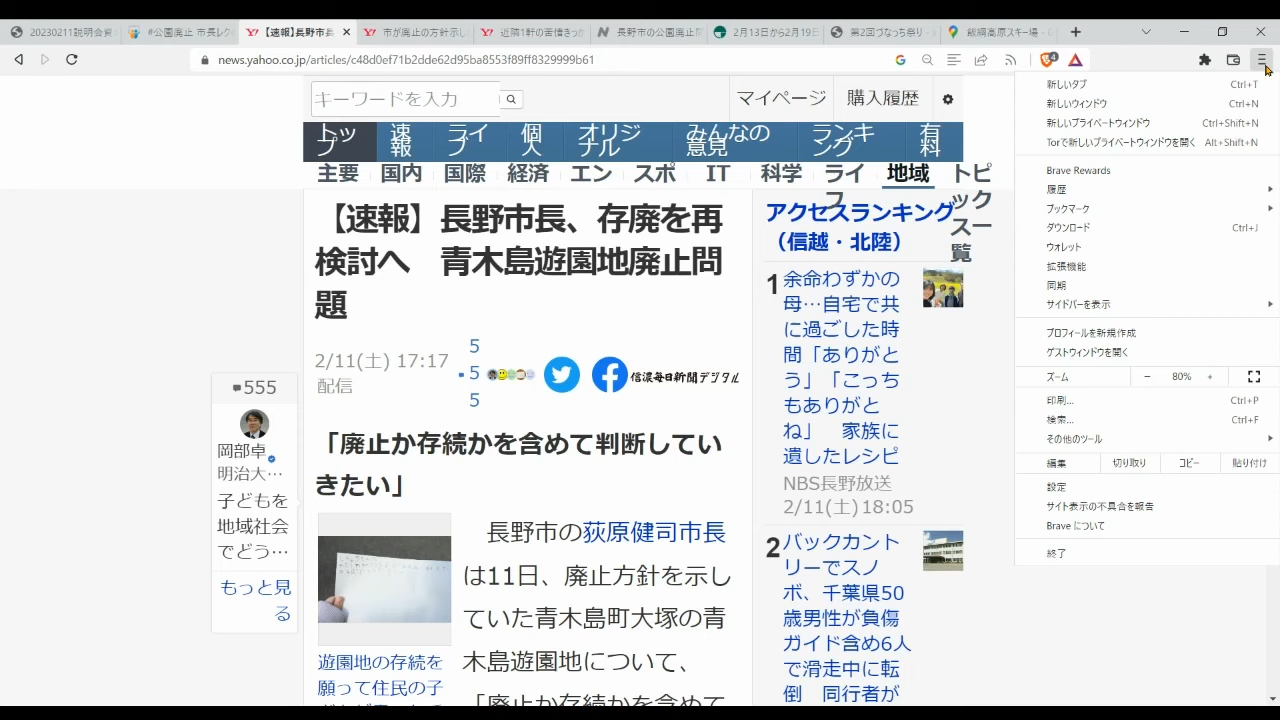 20230211説明会資
#公園廃止 市長レク
【速報】長野市長
市が廃止の方針示し
近隣1軒の苦情きっか
長野市の公園廃止問
2月13日から2月19日
第2回づなっち祭り -
飯綱高原スキー場 -
news.yahoo.co.jp/articles/c48d0ef71b2dde62d95ba8553f89ff8329999b61
4
キーワードを入力
マイページ
購入履歴
トップ
速報
ライブ
個人
オリジナル
みんなの意見
ランキング
有料
主要
国内
国際
経済
エンタ
スポ
IT
科学
ライフ
地域
トピックス一覧
【速報】長野市長、存廃を再
検討へ　青木島遊園地廃止問
題
2/11(土) 17:17
配信
555
信濃毎日新聞デジタル
555
岡部卓
明治大…
子どもを
地域社会
でどう…
もっと見
る
「廃止か存続かを含めて判断してい
きたい」
長野市の荻原健司市長
は11日、廃止方針を示し
ていた青木島町大塚の青
木島遊園地について、
「廃止か存続かを含めて
遊園地の存続を
願って住民の子
アクセスランキング
（信越・北陸）
1
余命わずかの
母…自宅で共
に過ごした時
間「ありがと
う」「こっち
もありがと
ね」　家族に
遺したレシピ
NBS長野放送
2/11(土)18:05
2
バックカント
リーでスノ
ボ、千葉県50
歳男性が負傷
ガイド含め6人
で滑走中に転
倒　同行者が
新しいタブ Ctrl+T
新しいウィンドウ Ctrl+N
新しいプライベートウィンドウ Ctrl+Shift+N
Torで新しいプライベートウィンドウを開く Alt+Shift+N
Brave Rewards
履歴
ブックマーク
ダウンロード Ctrl+J
ウォレット
拡張機能
同期
サイドバーを表示
プロフィールを新規作成
ゲストウィンドウを開く
ズーム − 80% +
印刷... Ctrl+P
検索... Ctrl+F
その他のツール
編集 切り取り コピー 貼り付け
設定
サイト表示の不具合を報告
Brave について
終了